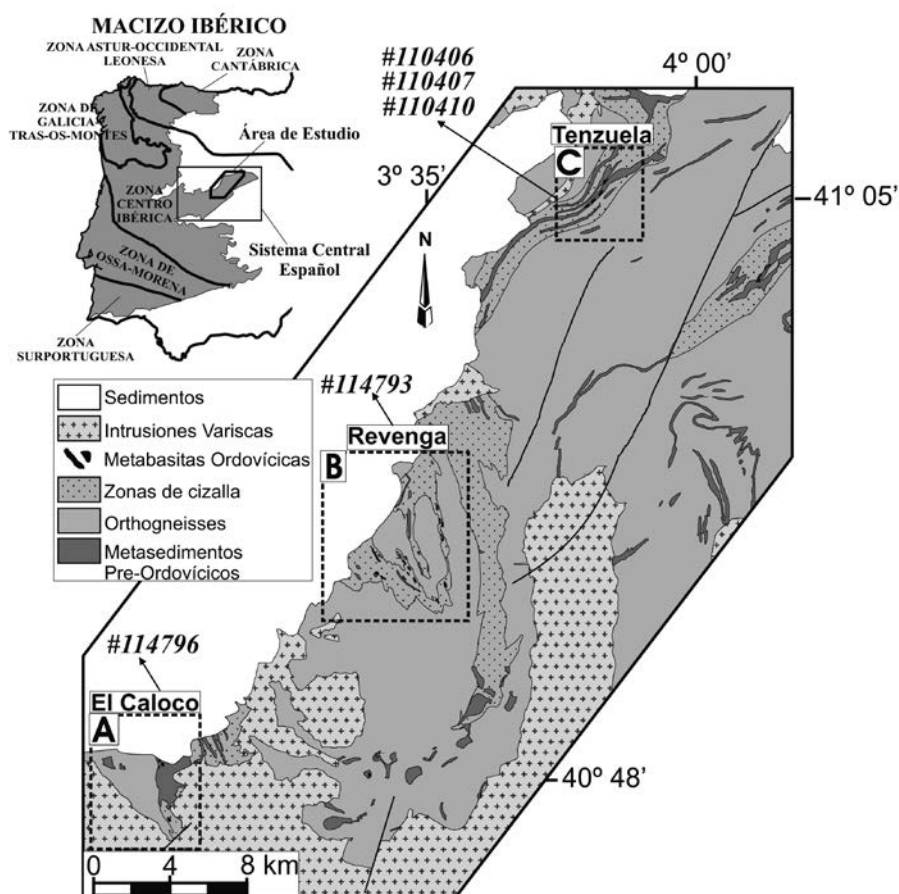 MACIZO IBÉRICO
ZONA ASTUR-OCCIDENTAL
LEONESA
ZONA
CANTÁBRICA
ZONA DE
GALICIA-
TRAS-OS-MONTES
Área de Estudio
ZONA
CENTRO
IBÉRICA
Sistema Central
Español
ZONA DE
OSSA-MORENA
ZONA
SURPORTUGUESA
#110406
#110407
#110410
4º 00'
Tenzuela
C
3º 35'
41º 05'
N
#114793
Revenga
B
Sedimentos
Intrusiones Variscas
Metabasitas Ordovícicas
Zonas de cizalla
Orthogneisses
Metasedimentos
Pre-Ordovícicos
#114796
El Caloco
A
40º 48'
0 4 8 km